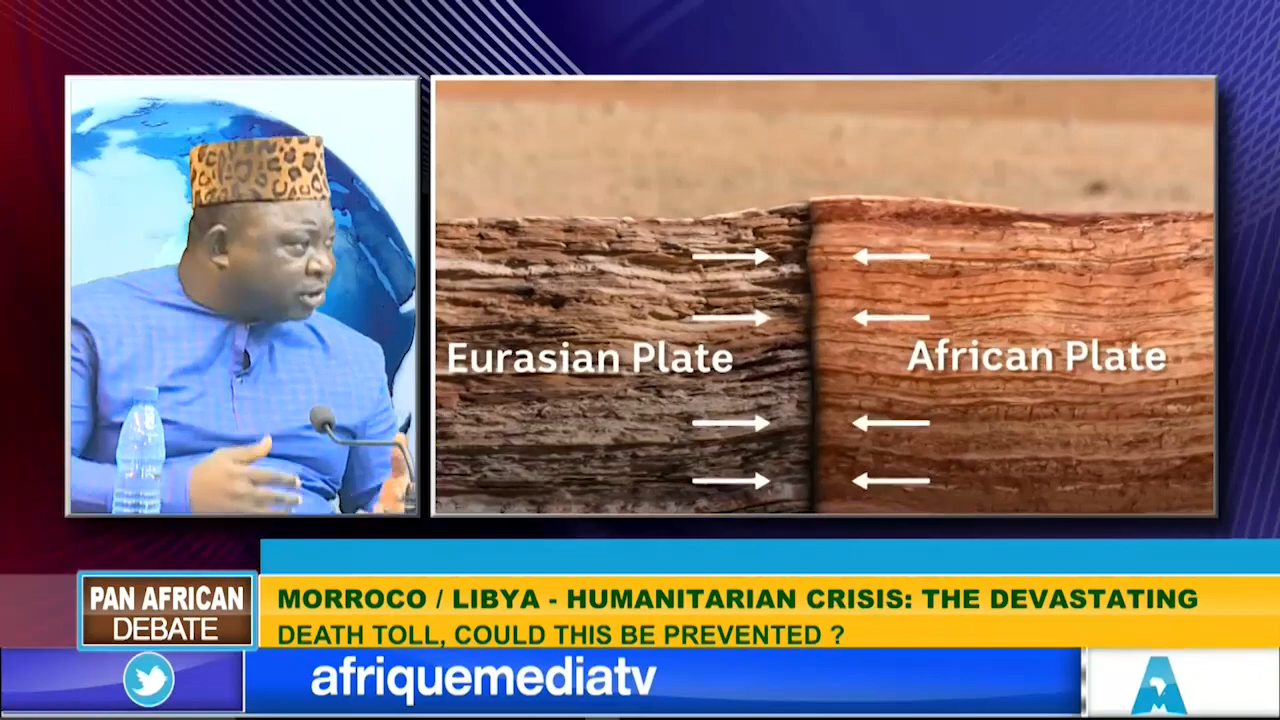 Eurasian Plate
African Plate
PAN AFRICAN
DEBATE
MORROCO / LIBYA - HUMANITARIAN CRISIS: THE DEVASTATING
DEATH TOLL, COULD THIS BE PREVENTED ?
afriquemediatv